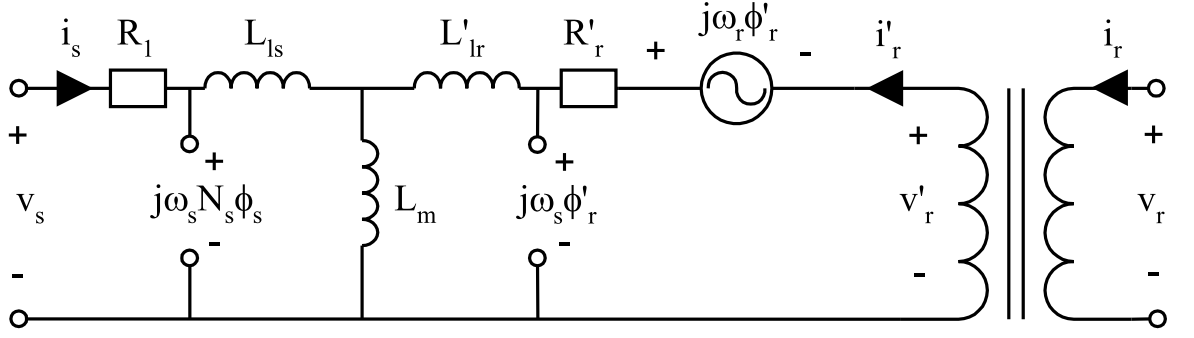 i_s R_1 L_ls L'_lr R'_r + jω_rϕ'_r - i'_r i_r
+ + + + +
v_s jω_sN_sϕ_s L_m jω_sϕ'_r v'_r v_r
- - - - -